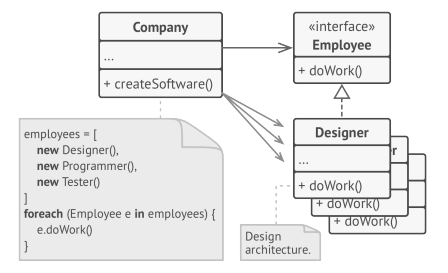 Company
...
+ createSoftware()
«interface»
Employee
+ doWork()
Designer
...
+ doWork()
r
+ doWork()
employees = [
new Designer(),
new Programmer(),
new Tester()
]
foreach (Employee e in employees) {
e.doWork()
}
Design
architecture.